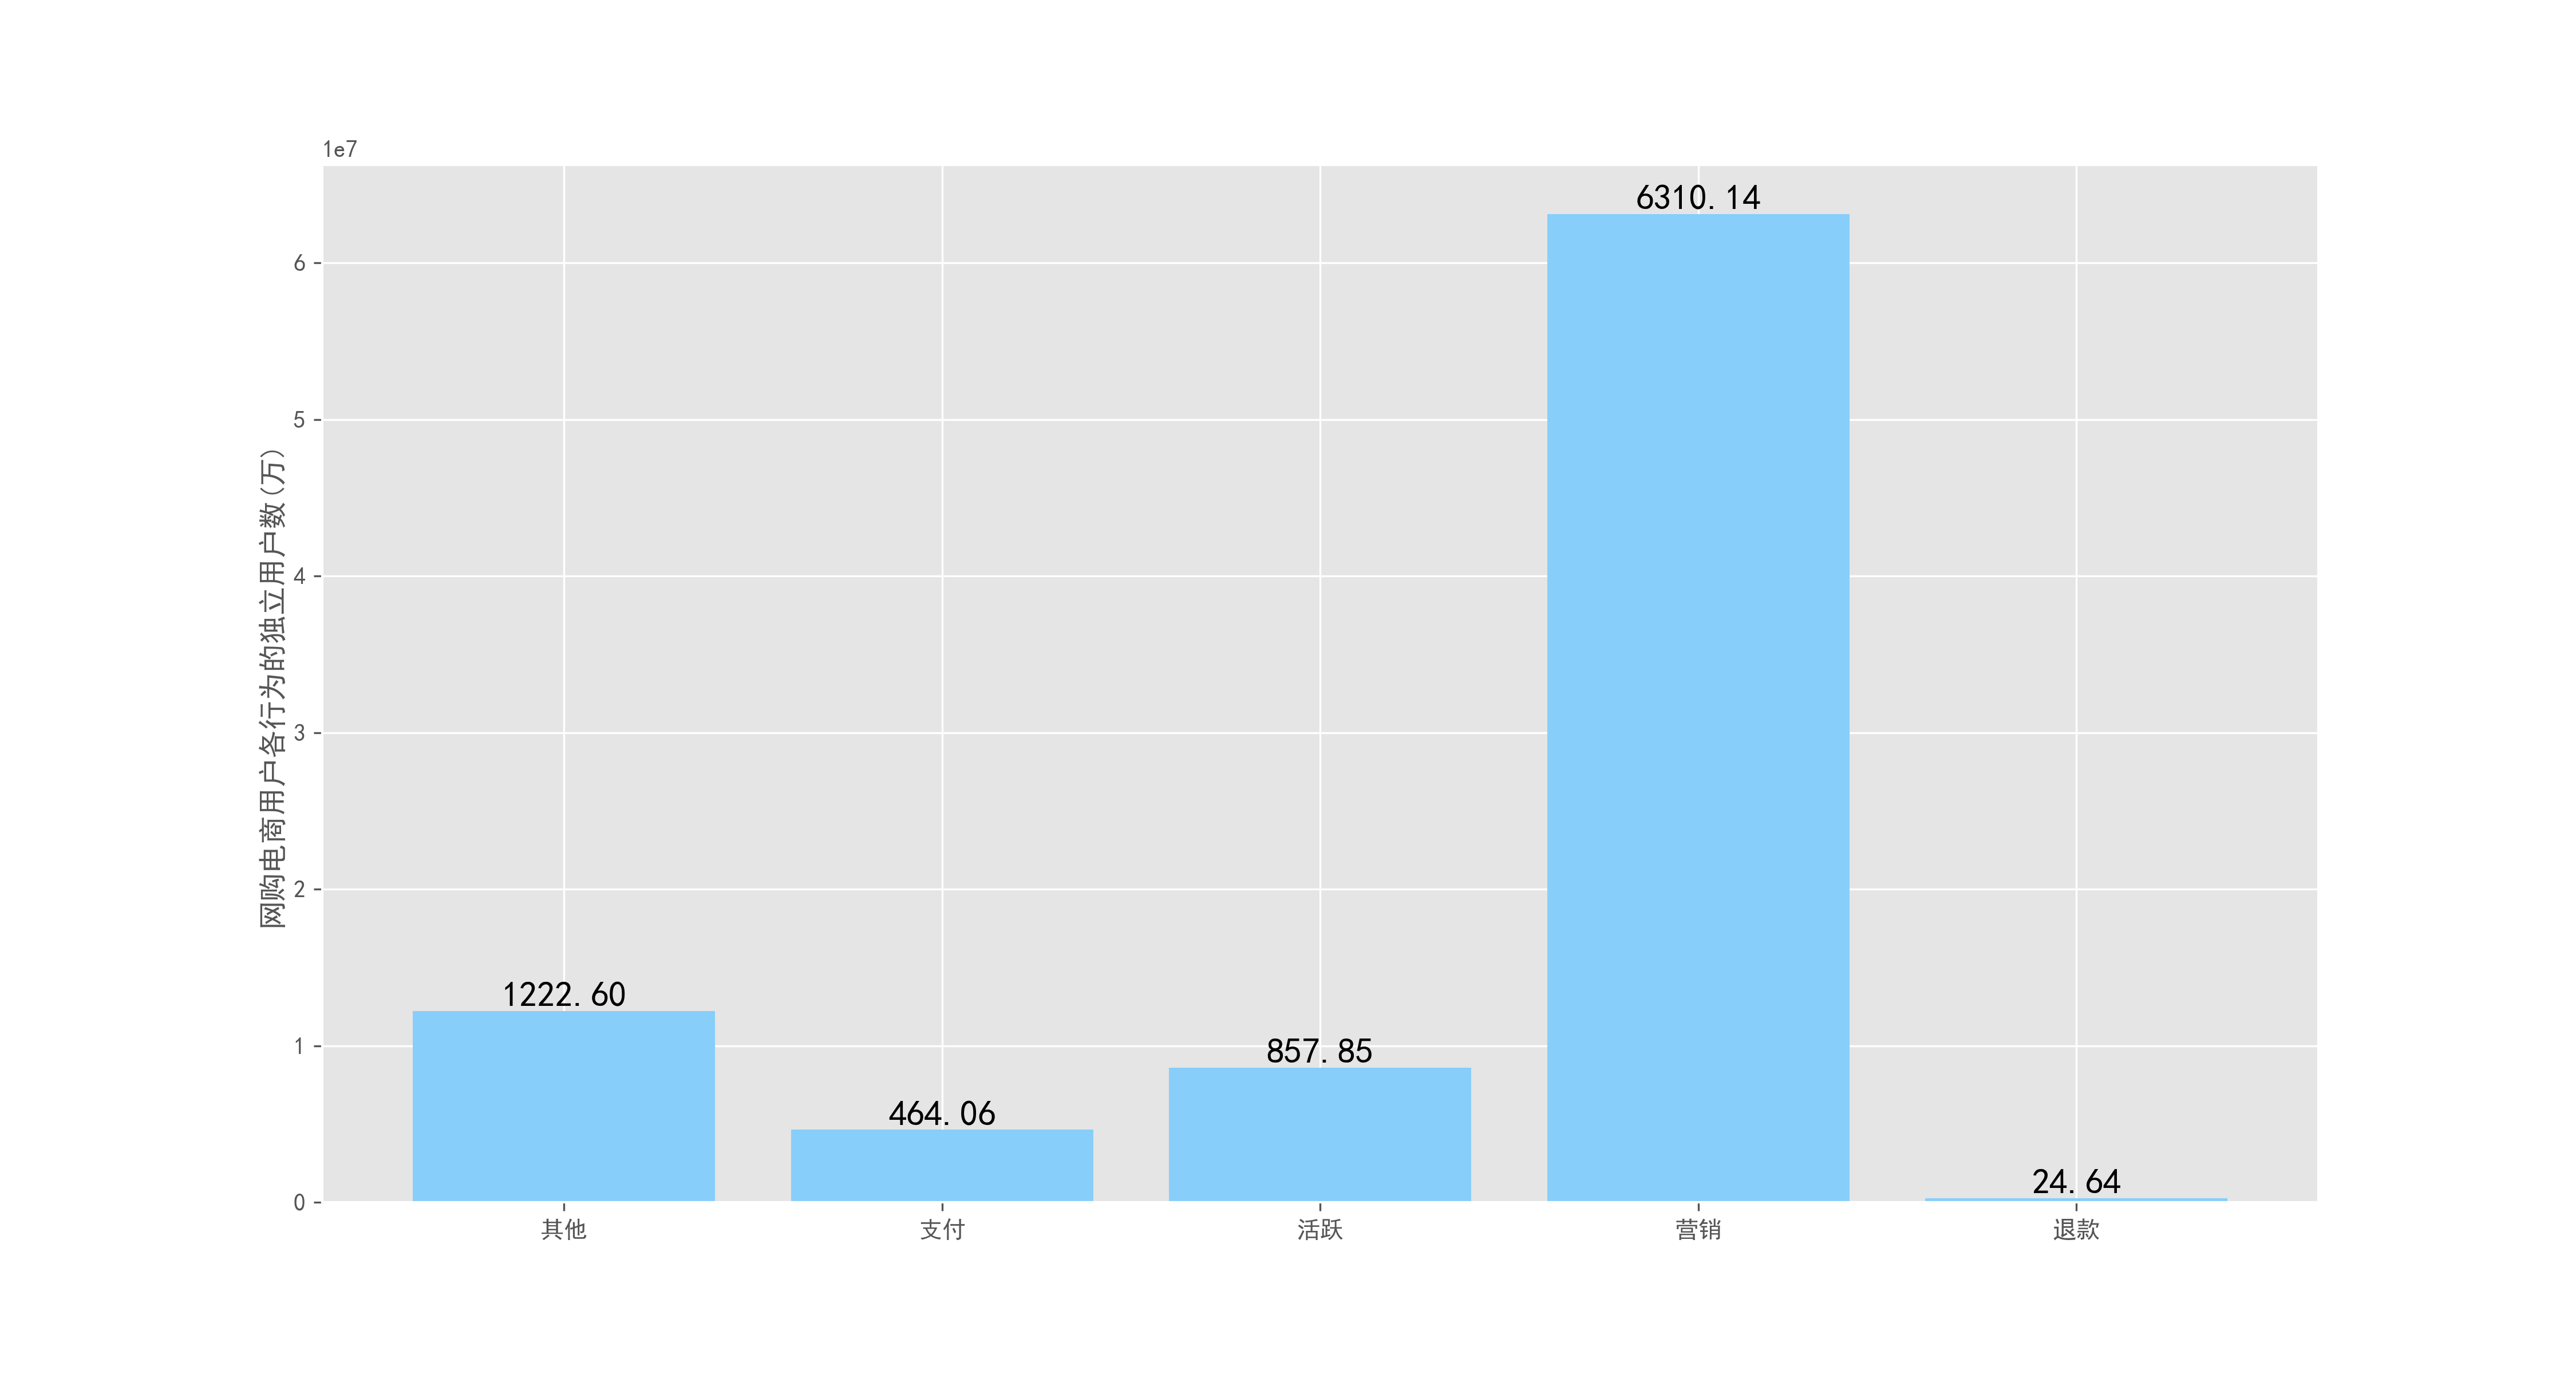 1e7
6310.14
6
5
4
3
2
1
0
网购电商用户各行为的独立用户数(万)
1222.60
464.06
857.85
24.64
其他
支付
活跃
营销
退款